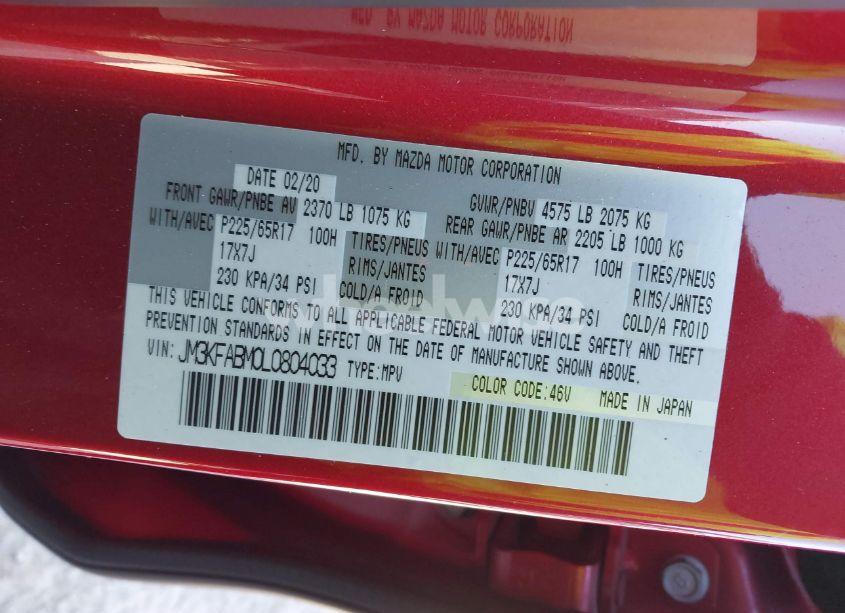 MFD. BY MAZDA MOTOR CORPORATION
MFD. BY MAZDA MOTOR CORPORATION
DATE 02/20 GVWR/PNBV 4575 LB 2075 KG
FRONT GAWR/PNBE AV 2370 LB 1075 KG REAR GAWR/PNBE AR 2205 LB 1000 KG
WITH/AVEC P225/65R17 100H TIRES/PNEUS WITH/AVEC P225/65R17 100H TIRES/PNEUS
17X7J RIMS/JANTES 17X7J RIMS/JANTES
230 KPA/34 PSI COLD/A FROID 230 KPA/34 PSI COLD/A FROID
THIS VEHICLE CONFORMS TO ALL APPLICABLE FEDERAL MOTOR VEHICLE SAFETY AND THEFT
PREVENTION STANDARDS IN EFFECT ON THE DATE OF MANUFACTURE SHOWN ABOVE.
VIN: JM3KFABM0L0804033 TYPE:MPV COLOR CODE:46V MADE IN JAPAN